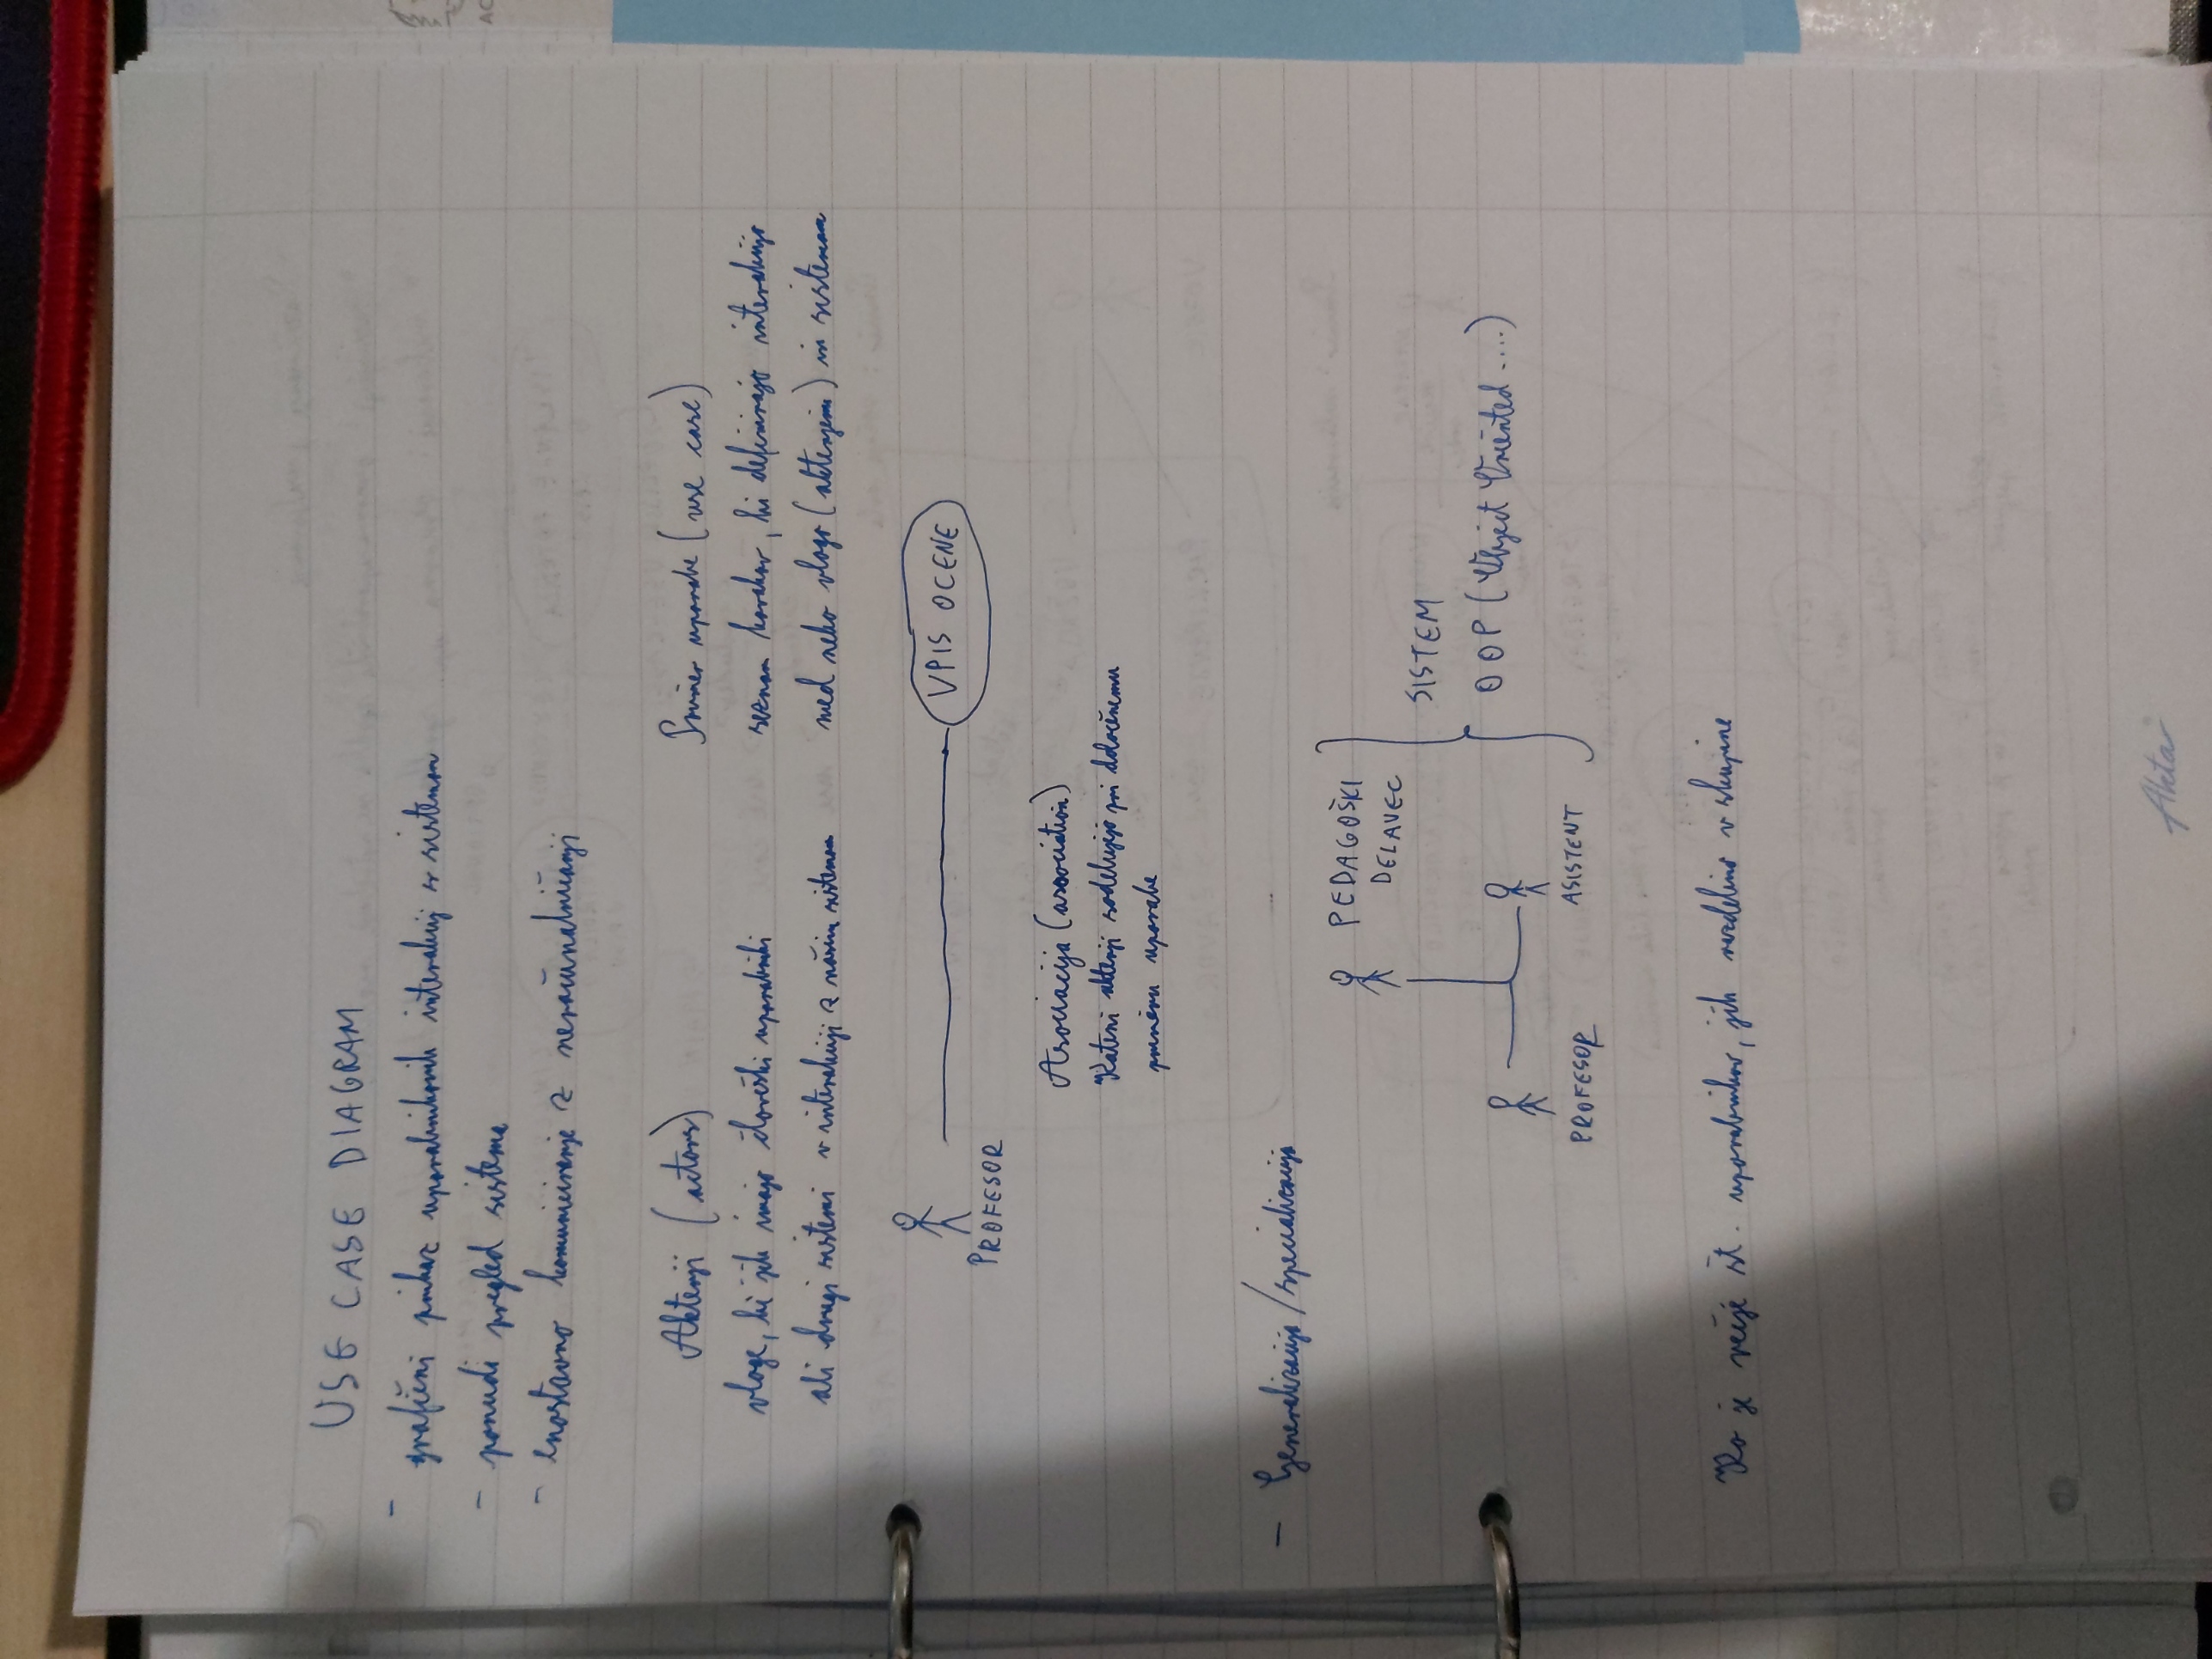 USE CASE DIAGRAM
- grafični prikaz uporabnikovih interakcij s sistemom
- ponudi pregled sistema
- enostavno komuniciranje z neračunalničanji
Akterji (actors)
vloge, ki jih imajo človeški uporabniki
ali drugi sistemi v interakciji z našim sistemom
Primer uporabe (use case)
seznam korakov, ki definirajo interakcijo
med neko vlogo (akterjem) in sistemom
PROFESOR
VPIS OCENE
Asociacija (association)
Kateri akterji sodelujejo pri določenemu
primeru uporabe
- Generalizacija/specializacija
PEDAGOŠKI
DELAVEC
SISTEM
OOP (Object Oriented ....)
PROFESOR
ASISTENT
Ko je večje št. uporabnikov, jih razdelimo v skupine
Akta